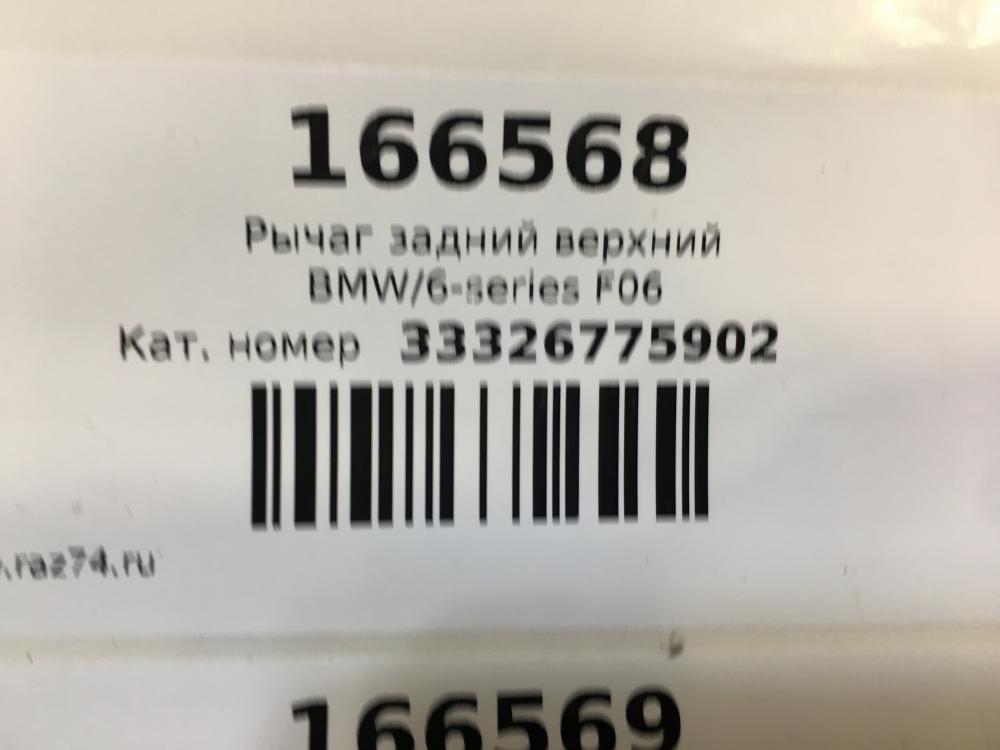 166568
Рычаг задний верхний
BMW/6-series F06
Кат. номер 33326775902
.raz74.ru
166569